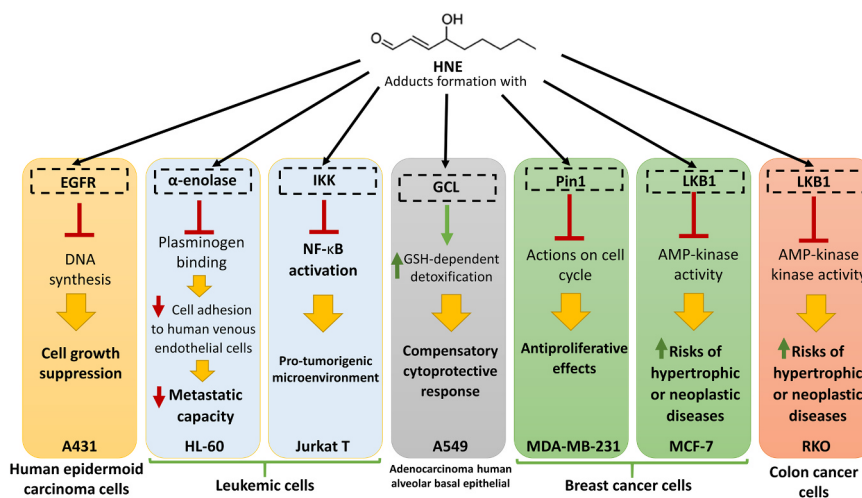 OH
O
HNE
Adducts formation with
EGFR
DNA
synthesis
Cell growth
suppression
A431
Human epidermoid
carcinoma cells
α-enolase
Plasminogen
binding
Cell adhesion
to human venous
endothelial cells
Metastatic
capacity
HL-60
IKK
NF-κB
activation
Pro-tumorigenic
microenvironment
Jurkat T
Leukemic cells
GCL
GSH-dependent
detoxification
Compensatory
cytoprotective
response
A549
Adenocarcinoma human
alveolar basal epithelial
Pin1
Actions on cell
cycle
Antiproliferative
effects
MDA-MB-231
LKB1
AMP-kinase
activity
Risks of
hypertrophic
or neoplastic
diseases
MCF-7
Breast cancer cells
LKB1
AMP-kinase
kinase activity
Risks of
hypertrophic
or neoplastic
diseases
RKO
Colon cancer
cells